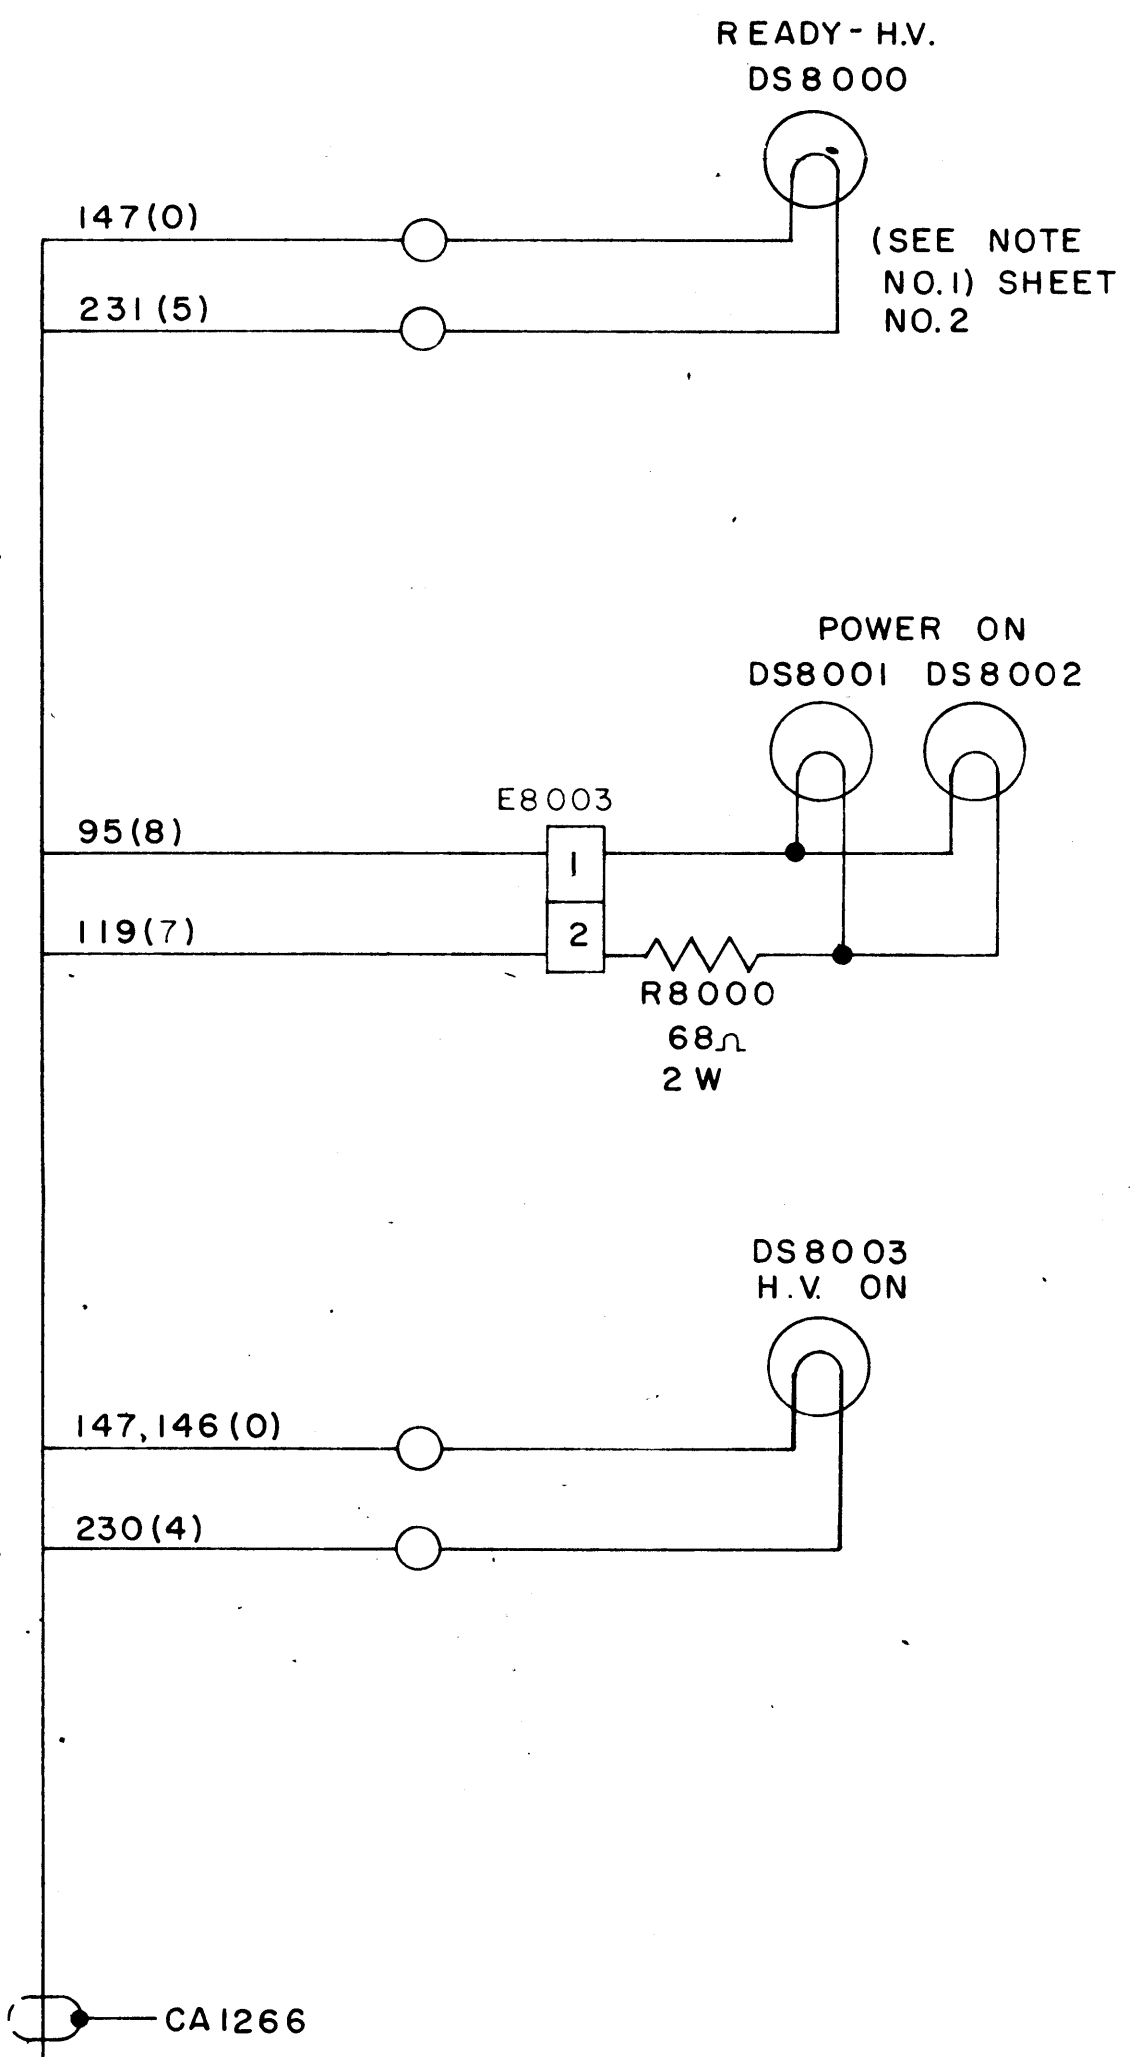 READY-H.V.
DS8000
147(0)
(SEE NOTE
NO.1) SHEET
NO.2
231(5)
POWER ON
DS8001 DS8002
E8003
95(8)
1
119(7)
2
R8000
68Ω
2W
DS8003
H.V. ON
147,146(0)
230(4)
CA1266